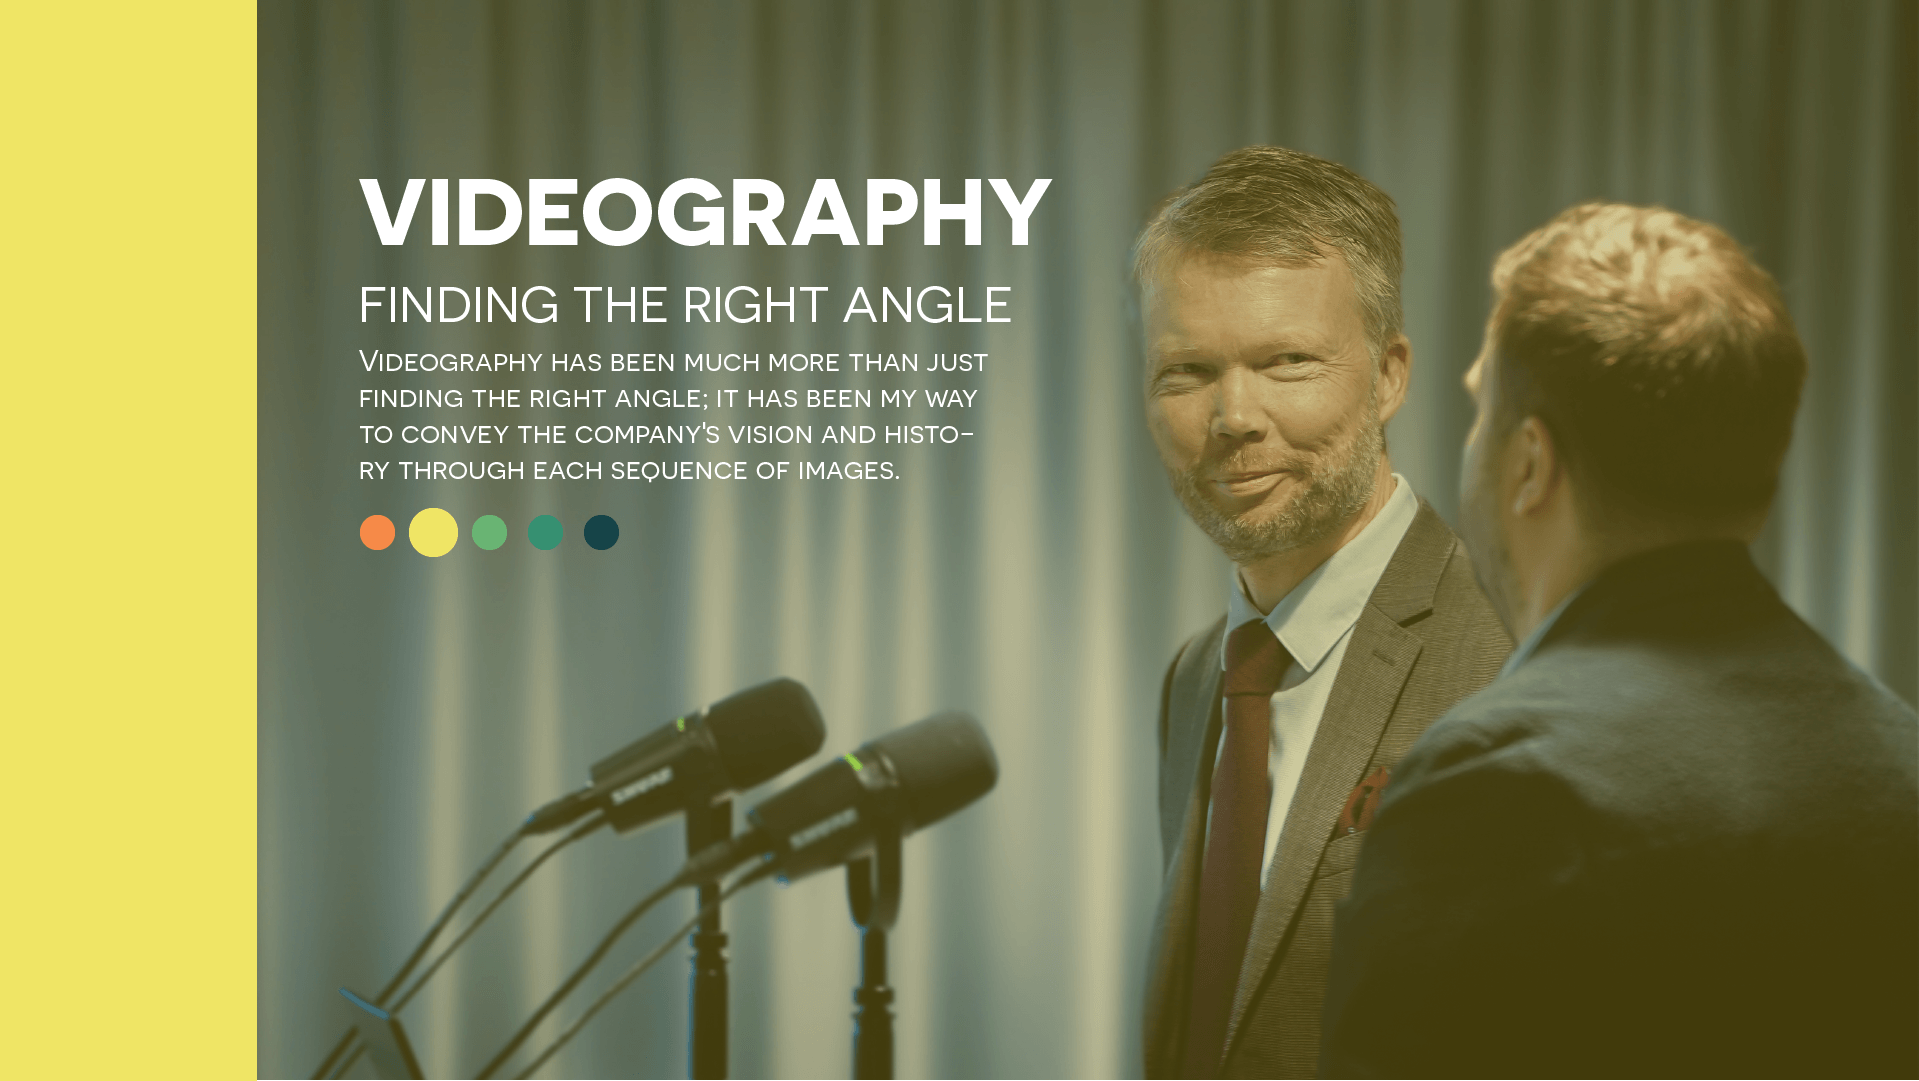 VIDEOGRAPHY
FINDING THE RIGHT ANGLE
VIDEOGRAPHY HAS BEEN MUCH MORE THAN JUST
FINDING THE RIGHT ANGLE; IT HAS BEEN MY WAY
TO CONVEY THE COMPANY'S VISION AND HISTO-
RY THROUGH EACH SEQUENCE OF IMAGES.
SHURE